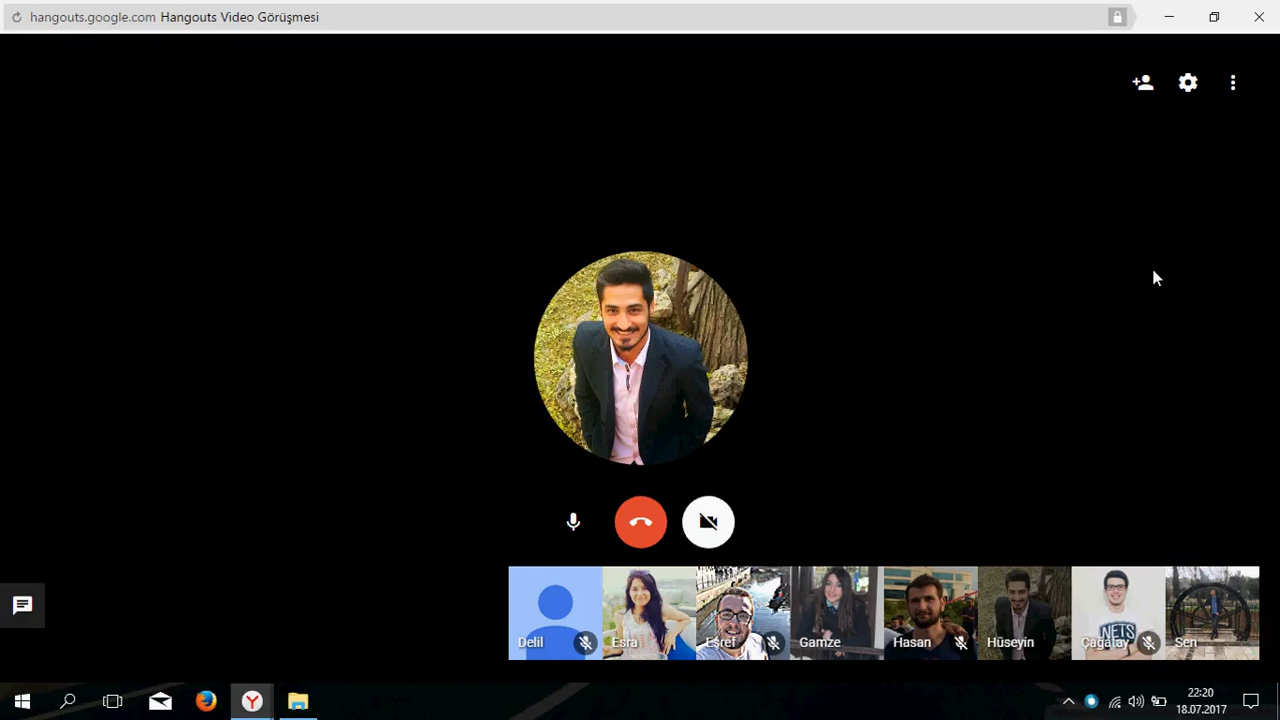 hangouts.google.com Hangouts Video Görüşmesi
Delil
Esra
Eşref
Gamze
Hasan
Hüseyin
NETS
Çağatay
Sen
22:20
18.07.2017